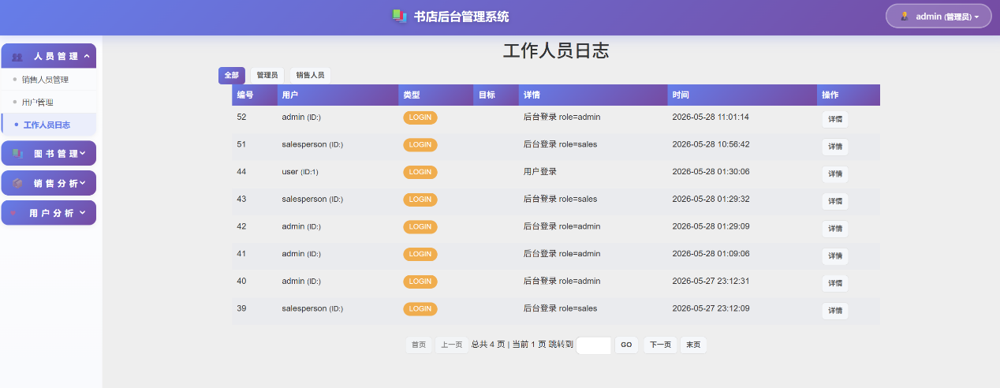 书店后台管理系统
admin (管理员)
人员管理
销售人员管理
用户管理
工作人员日志
图书管理
销售分析
用户分析
工作人员日志
全部 管理员 销售人员
编号 用户 类型 目标 详情 时间 操作
52 admin (ID:) LOGIN 后台登录 role=admin 2026-05-28 11:01:14 详情
51 salesperson (ID:) LOGIN 后台登录 role=sales 2026-05-28 10:56:42 详情
44 user (ID:1) LOGIN 用户登录 2026-05-28 01:30:06 详情
43 salesperson (ID:) LOGIN 后台登录 role=sales 2026-05-28 01:29:32 详情
42 admin (ID:) LOGIN 后台登录 role=admin 2026-05-28 01:29:09 详情
41 admin (ID:) LOGIN 后台登录 role=admin 2026-05-28 01:09:06 详情
40 admin (ID:) LOGIN 后台登录 role=admin 2026-05-27 23:12:31 详情
39 salesperson (ID:) LOGIN 后台登录 role=sales 2026-05-27 23:12:09 详情
首页 上一页 总共 4 页 | 当前 1 页 跳转到 GO 下一页 末页